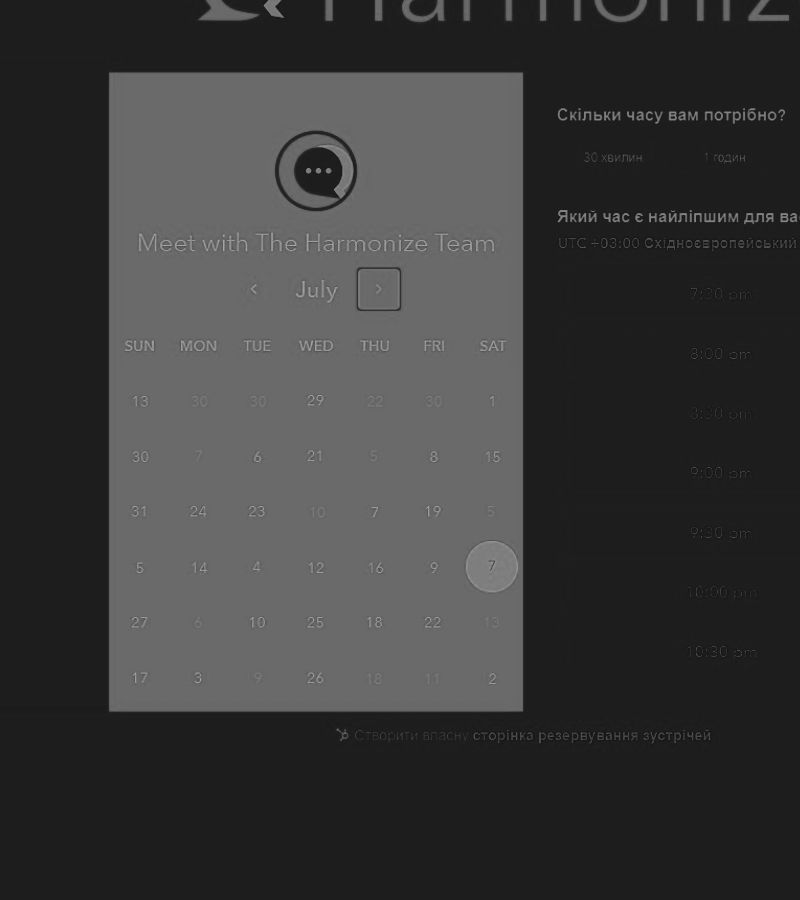 Harmoniz
Meet with The Harmonize Team
July
SUN MON TUE WED THU FRI SAT
13 30 30 29 22 30 1
30 7 6 21 5 8 15
31 24 23 10 7 19 5
5 14 4 12 16 9 7
27 6 10 25 18 22 13
17 3 9 26 18 11 2
Скільки часу вам потрібно?
30 хвилин 1 годин
Який час є найліпшим для ва
UTC +03:00 Східноєвропейський
7:30 pm
8:00 pm
8:30 pm
9:00 pm
9:30 pm
10:00 pm
10:30 pm
Створити власну сторінка резервування зустрічей